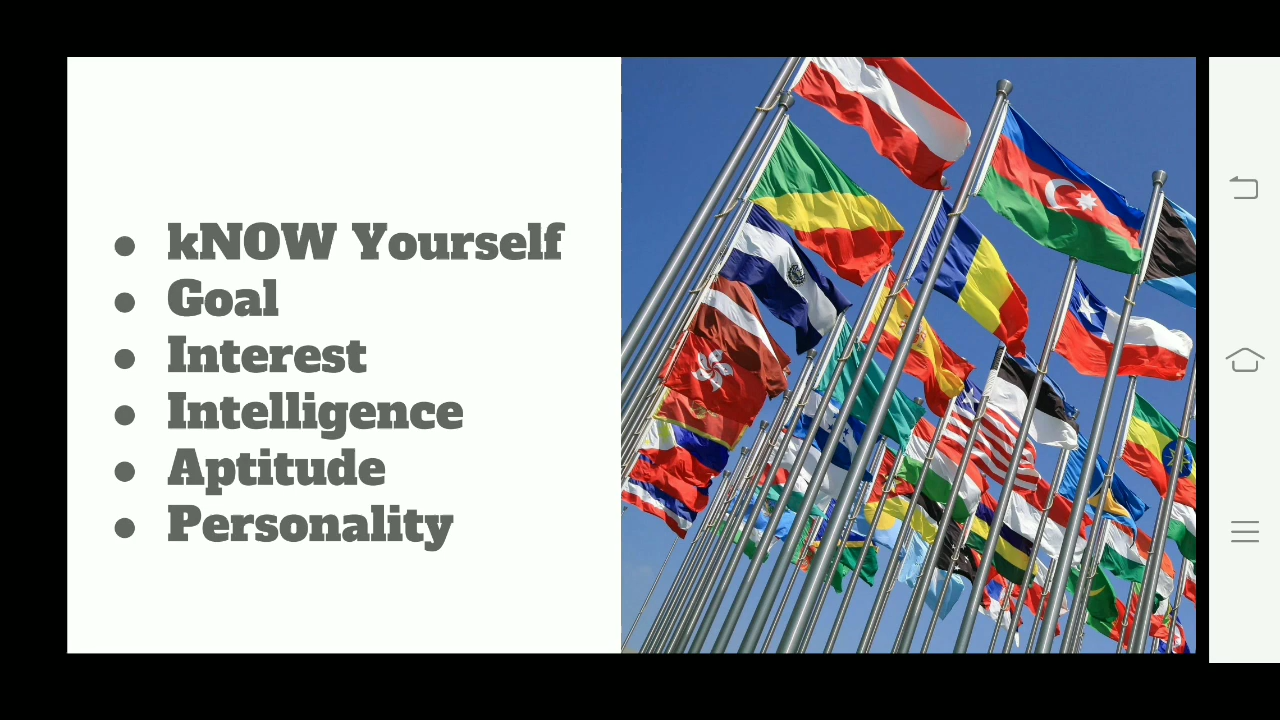 ● kNOW Yourself
● Goal
● Interest
● Intelligence
● Aptitude
● Personality